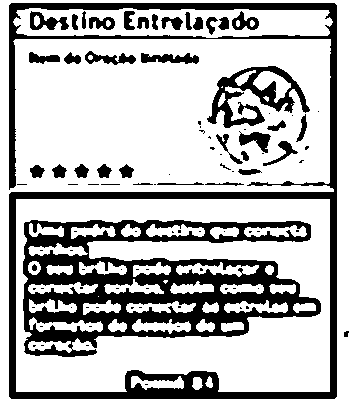 Destino Entrelaçado
Item de Oração limitado
Uma pedra do destino que conecta
sonhos.
O seu brilho pode entrelaçar e
conectar sonhos, assim como seu
brilho pode conectar as estrelas em
formatos de desejos de um
coração.
Possui 84